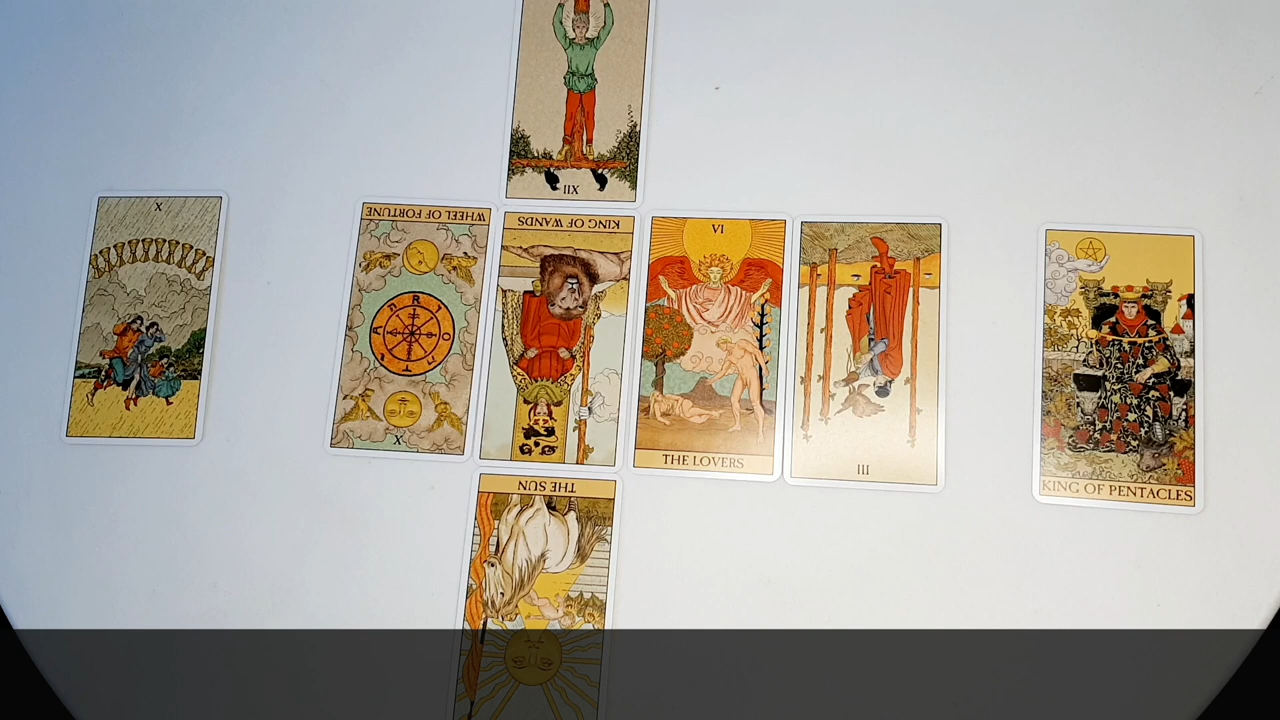 XII
X
WHEEL OF FORTUNE
KING OF WANDS
VI
THE LOVERS
III
KING OF PENTACLES
X
THE SUN